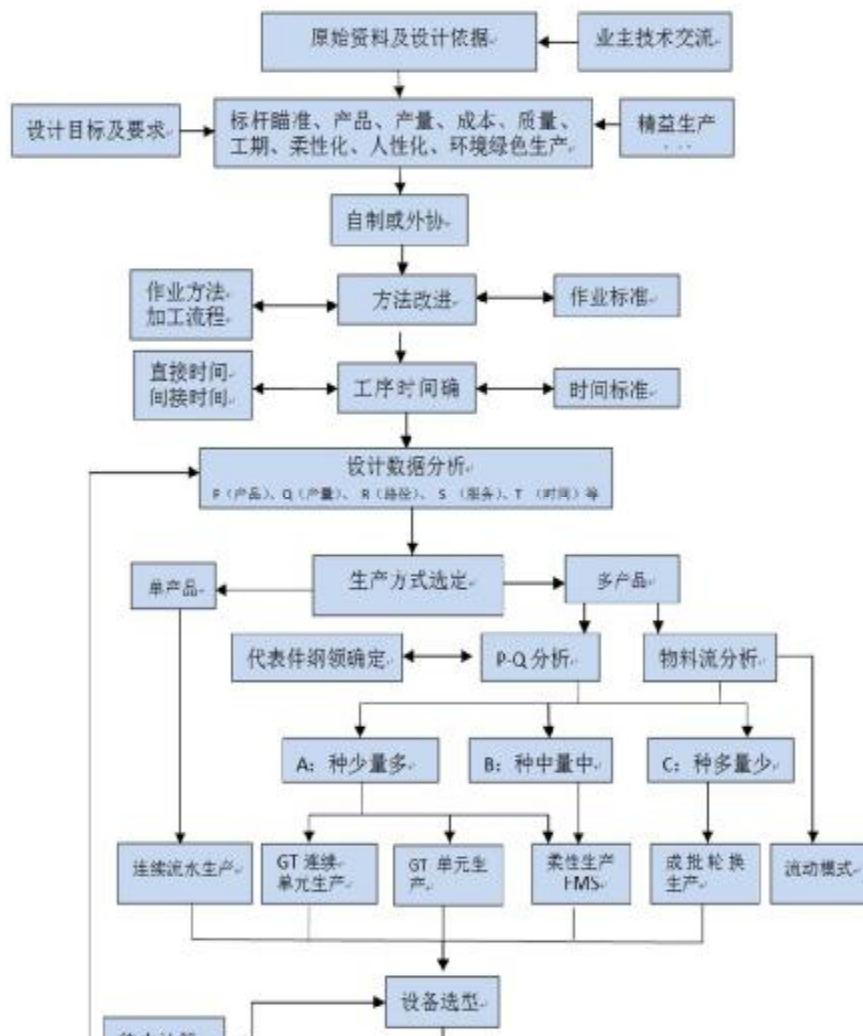 原始资料及设计依据
业主技术交流
设计目标及要求
标杆瞄准、产品、产量、成本、质量、
工期、柔性化、人性化、环境绿色生产
精益生产
自制或外协
作业方法
加工流程
方法改进
作业标准
直接时间
间接时间
工序时间确
时间标准
设计数据分析
P（产品）、Q（产量）、 R（路径）、 S （服务）、T （时间）等
单产品
生产方式选定
多产品
代表件纲领确定
P-Q 分析
物料流分析
A：种少量多
B：种中量中
C：种多量少
连续流水生产
GT 连续
单元生产
GT 单元生
产
柔性生产
FMS
成批轮换
生产
流动模式
设备选型